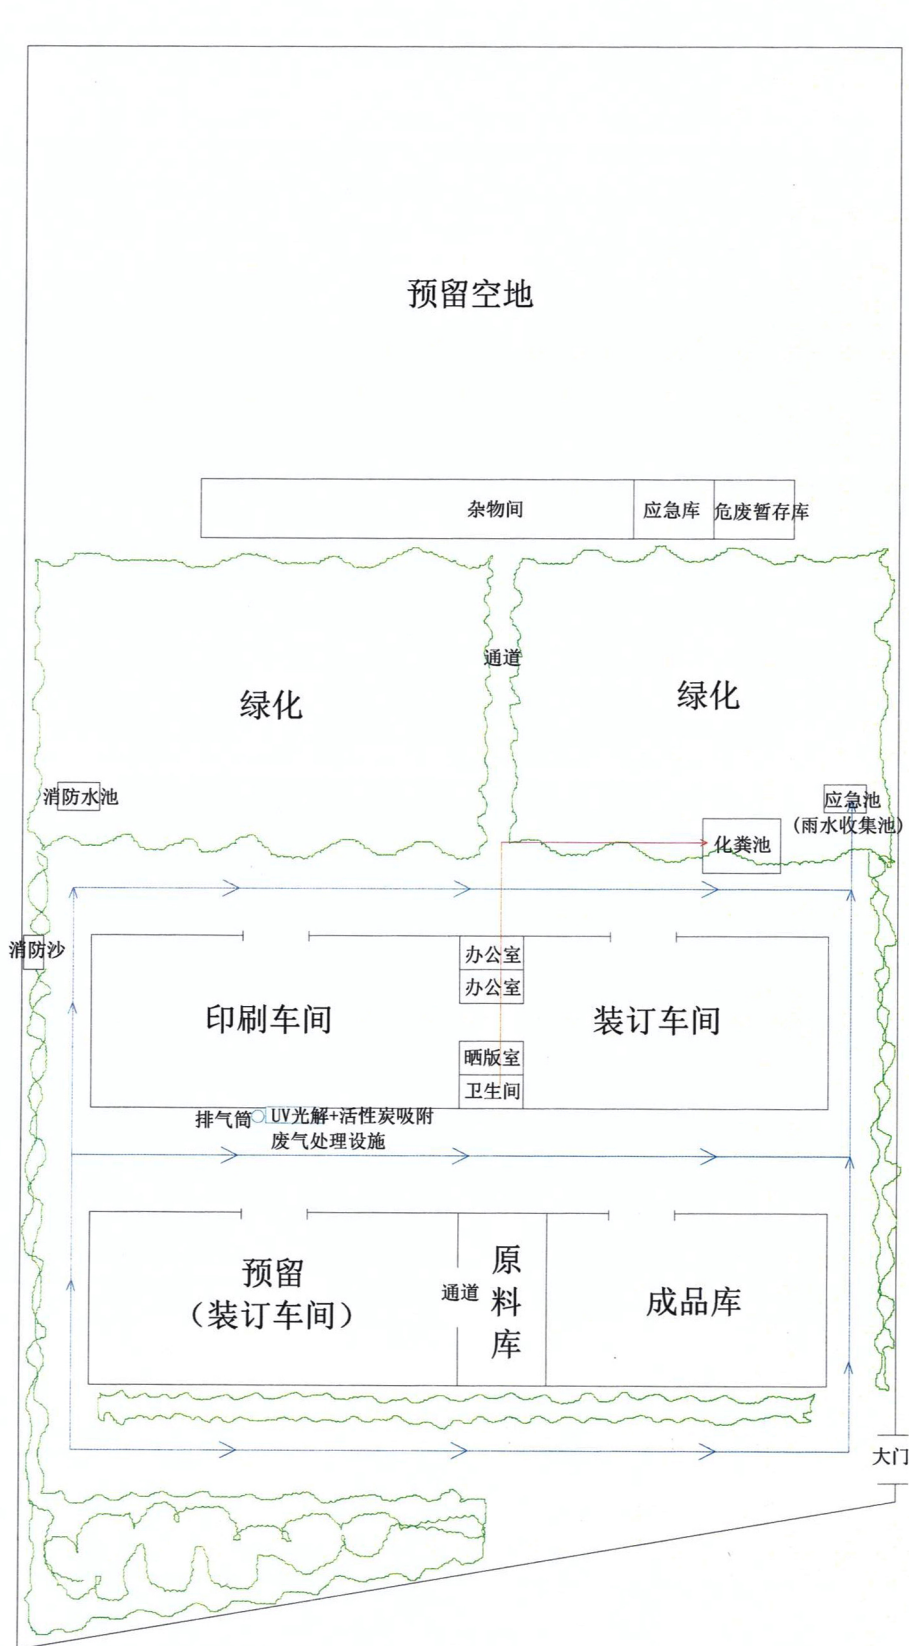 预留空地
杂物间
应急库
危废暂存库
通道
绿化
绿化
消防水池
应急池
(雨水收集池)
化粪池
消防沙
办公室
办公室
印刷车间
装订车间
晒版室
卫生间
排气筒
UV光解+活性炭吸附
废气处理设施
预留
（装订车间）
通道
原
料
库
成品库
大门